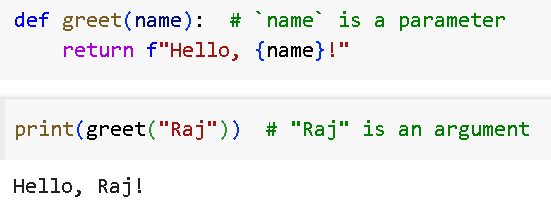 def greet(name):  # `name` is a parameter
    return f"Hello, {name}!"
print(greet("Raj"))  # "Raj" is an argument
Hello, Raj!